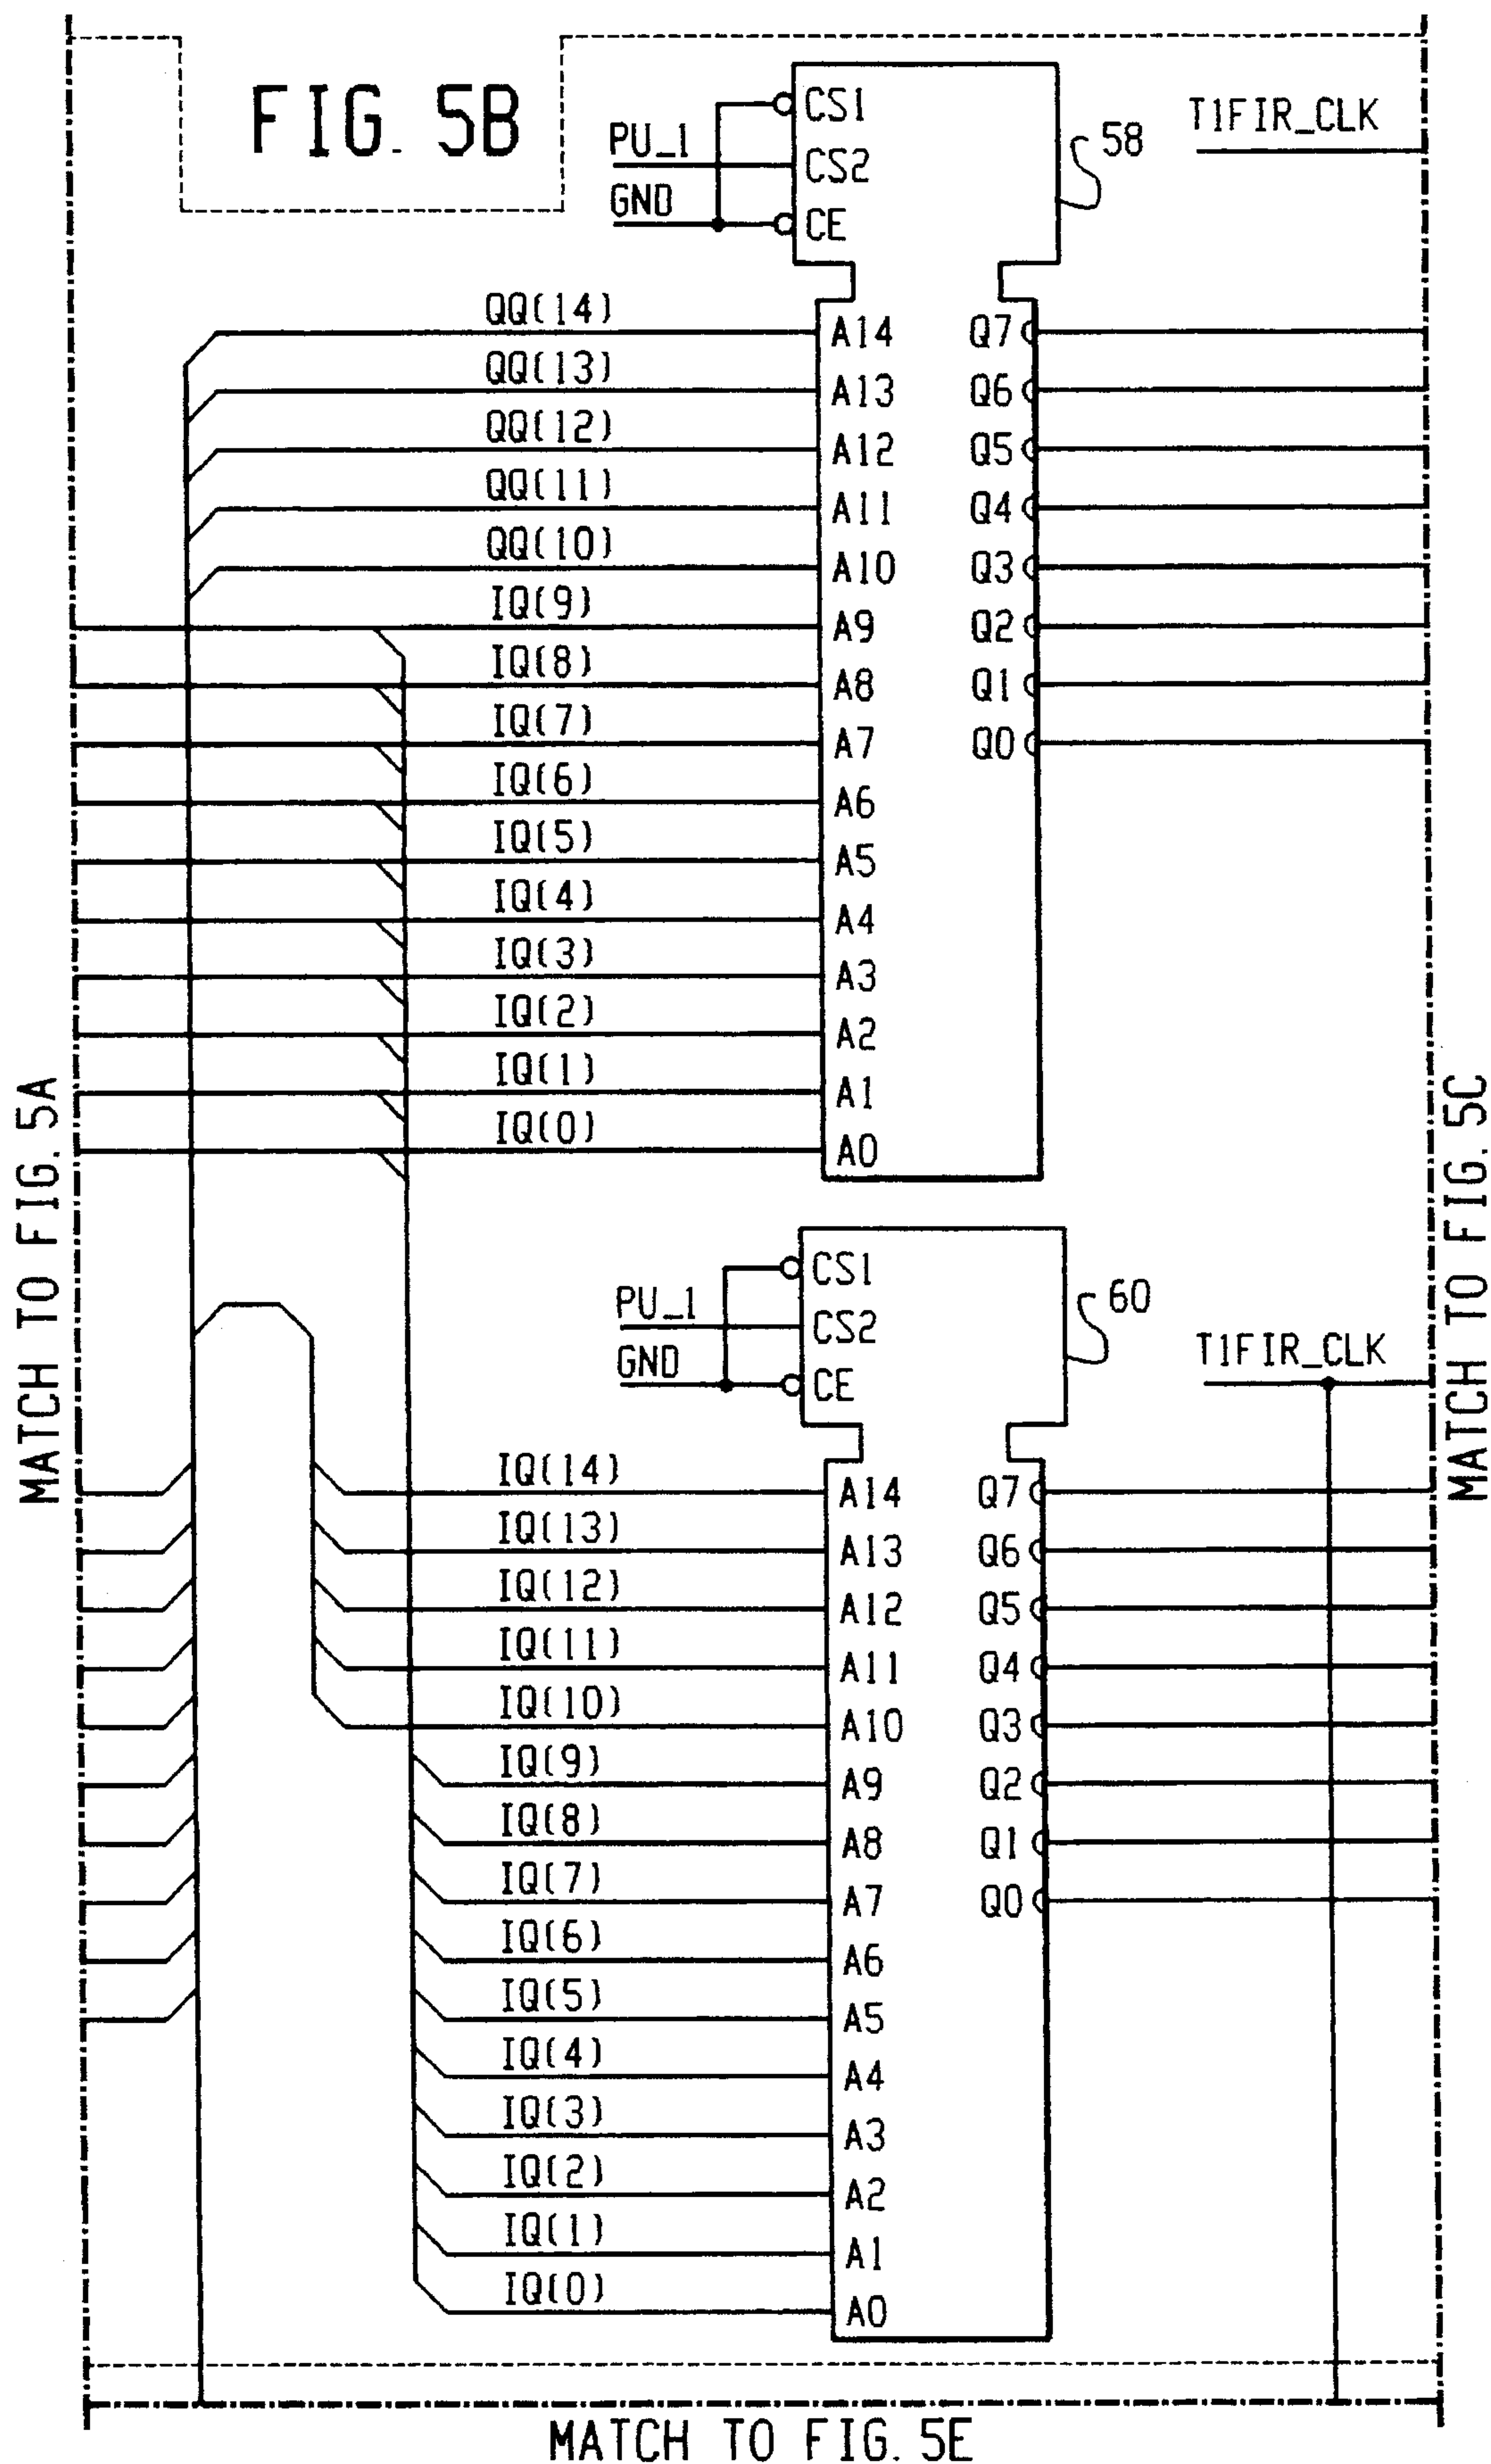 FIG. 5B
CS1
PU_1
CS2
GND
CE
58
T1FIR_CLK
QQ(14)
A14
Q7
QQ(13)
A13
Q6
QQ(12)
A12
Q5
QQ(11)
A11
Q4
QQ(10)
A10
Q3
IQ(9)
A9
Q2
IQ(8)
A8
Q1
IQ(7)
A7
Q0
IQ(6)
A6
IQ(5)
A5
IQ(4)
A4
IQ(3)
A3
IQ(2)
A2
IQ(1)
A1
IQ(0)
A0
MATCH TO FIG. 5A
MATCH TO FIG. 5C
CS1
PU_1
CS2
GND
CE
60
T1FIR_CLK
IQ(14)
A14
Q7
IQ(13)
A13
Q6
IQ(12)
A12
Q5
IQ(11)
A11
Q4
IQ(10)
A10
Q3
IQ(9)
A9
Q2
IQ(8)
A8
Q1
IQ(7)
A7
Q0
IQ(6)
A6
IQ(5)
A5
IQ(4)
A4
IQ(3)
A3
IQ(2)
A2
IQ(1)
A1
IQ(0)
A0
MATCH TO FIG. 5E